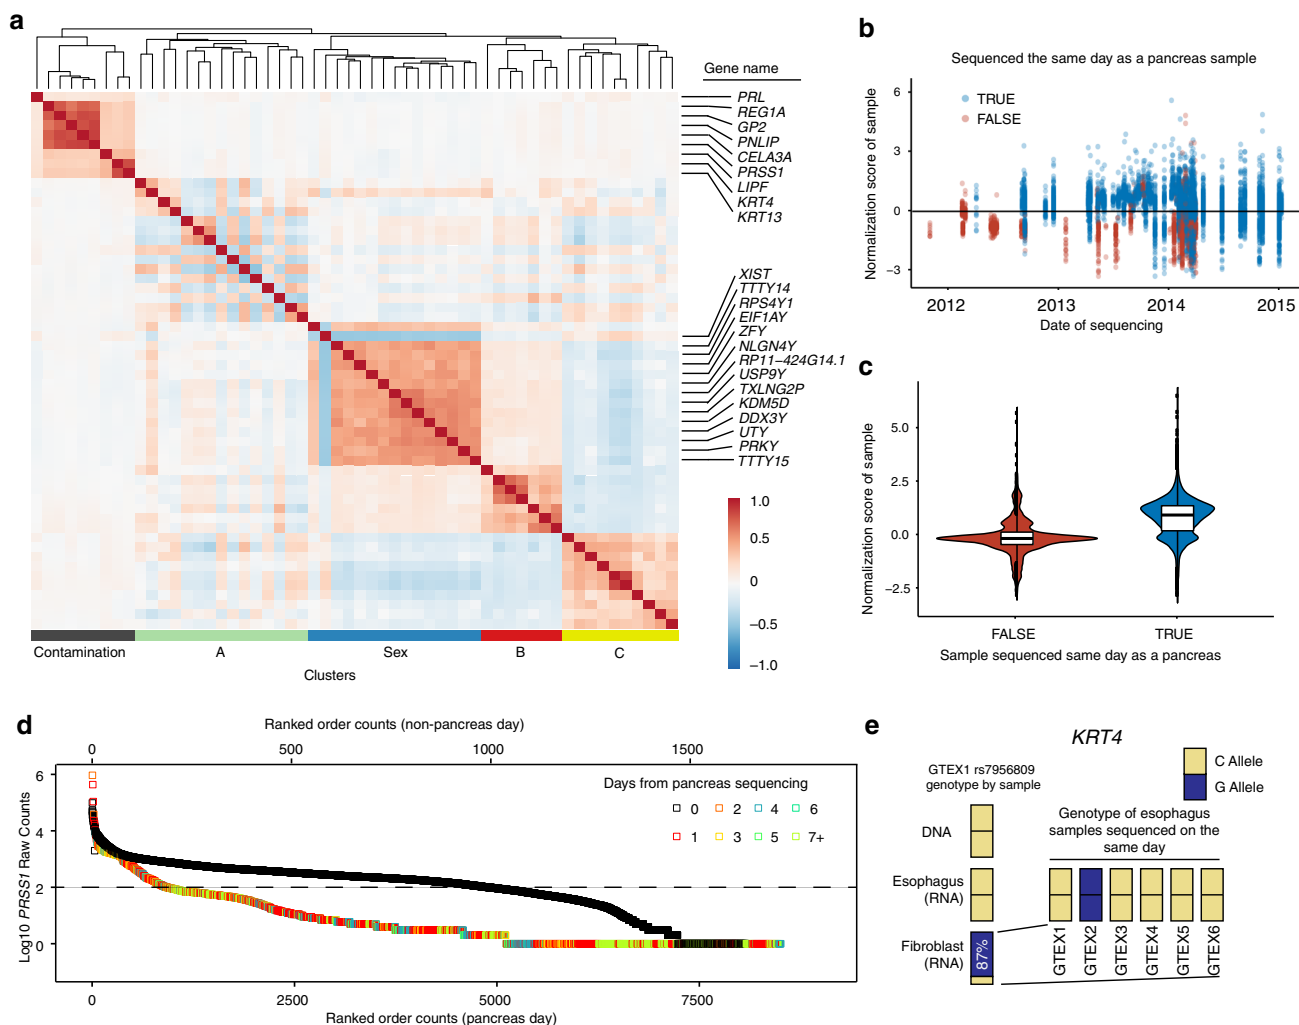 a
Gene name
PRL
REG1A
GP2
PNLIP
CELA3A
PRSS1
LIPF
KRT4
KRT13
XIST
TTTY14
RPS4Y1
EIF1AY
ZFY
NLGN4Y
RP11−424G14.1
USP9Y
TXLNG2P
KDM5D
DDX3Y
UTY
PRKY
TTTY15
1.0
0.5
0
−0.5
−1.0
Contamination
A
Sex
B
C
Clusters
b
Sequenced the same day as a pancreas sample
TRUE
FALSE
Normalization score of sample
6
3
0
−3
2012
2013
2014
2015
Date of sequencing
c
Normalization score of sample
5.0
2.5
0.0
−2.5
FALSE
TRUE
Sample sequenced same day as a pancreas
d
Ranked order counts (non-pancreas day)
0
500
1000
1500
Log10 PRSS1 Raw Counts
6
4
2
0
Days from pancreas sequencing
0
2
4
6
1
3
5
7+
0
2500
5000
7500
Ranked order counts (pancreas day)
e
KRT4
GTEX1 rs7956809
genotype by sample
C Allele
G Allele
DNA
Genotype of esophagus
samples sequenced on the
same day
Esophagus
(RNA)
Fibroblast
(RNA)
87%
GTEX1
GTEX2
GTEX3
GTEX4
GTEX5
GTEX6